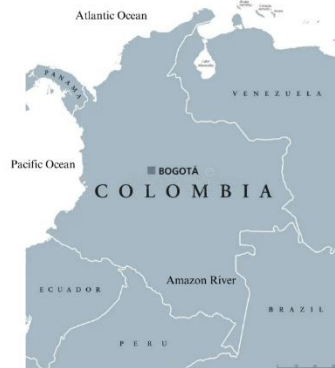 Atlantic Ocean
PANAMA
VENEZUELA
Pacific Ocean
BOGOTÁ
COLOMBIA
Amazon River
ECUADOR
BRAZIL
PERU